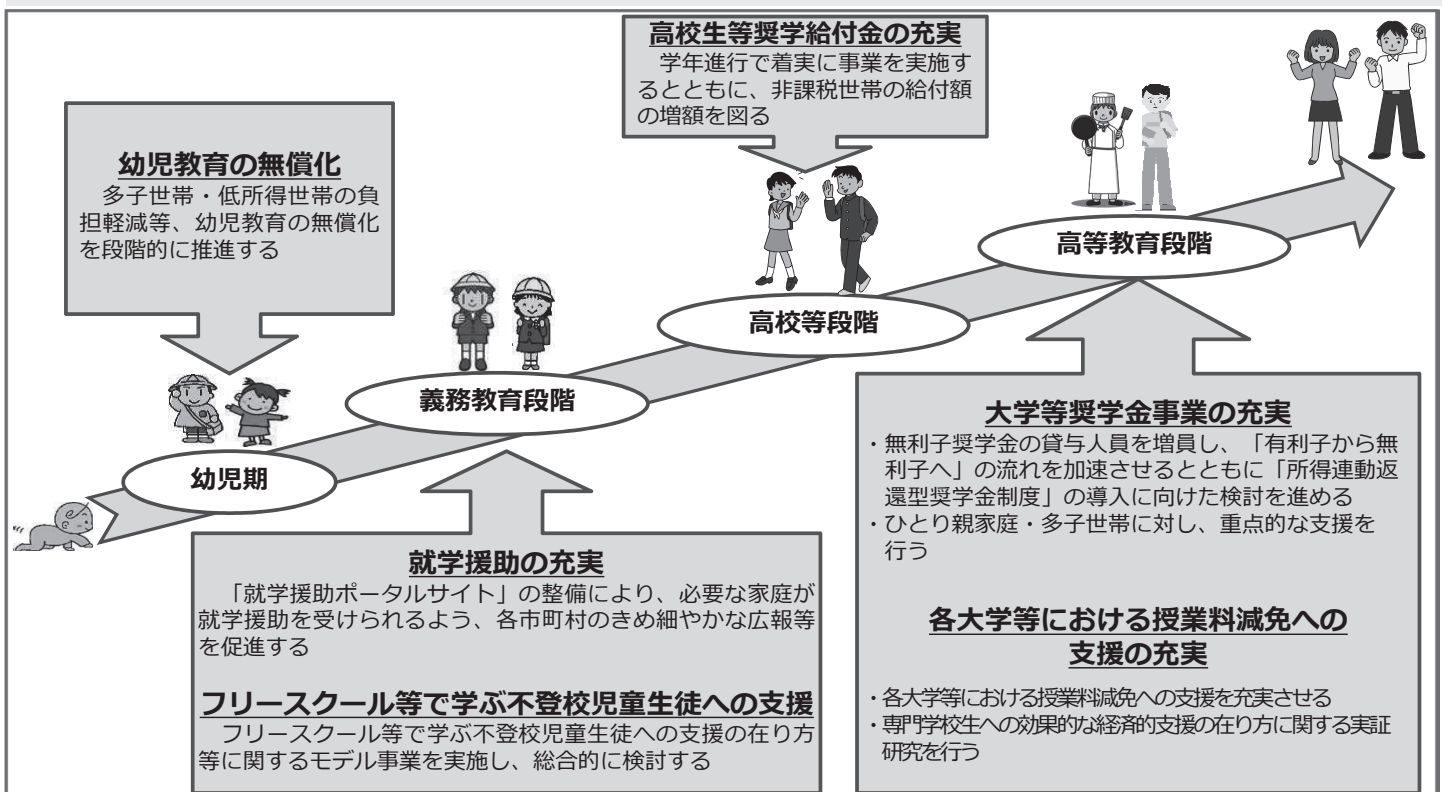 高校生等奨学給付金の充実
学年進行で着実に事業を実施す
るとともに、非課税世帯の給付額
の増額を図る
幼児教育の無償化
多子世帯・低所得世帯の負
担軽減等、幼児教育の無償化
を段階的に推進する
高等教育段階
高校等段階
義務教育段階
幼児期
就学援助の充実
「就学援助ポータルサイト」の整備により、必要な家庭が
就学援助を受けられるよう、各市町村のきめ細やかな広報等
を促進する
フリースクール等で学ぶ不登校児童生徒への支援
フリースクール等で学ぶ不登校児童生徒への支援の在り方
等に関するモデル事業を実施し、総合的に検討する
大学等奨学金事業の充実
・無利子奨学金の貸与人員を増員し、「有利子から無
利子へ」の流れを加速させるとともに「所得連動返
還型奨学金制度」の導入に向けた検討を進める
・ひとり親家庭・多子世帯に対し、重点的な支援を
行う
各大学等における授業料減免への
支援の充実
・各大学等における授業料減免への支援を充実させる
・専門学校生への効果的な経済的支援の在り方に関する実証
研究を行う